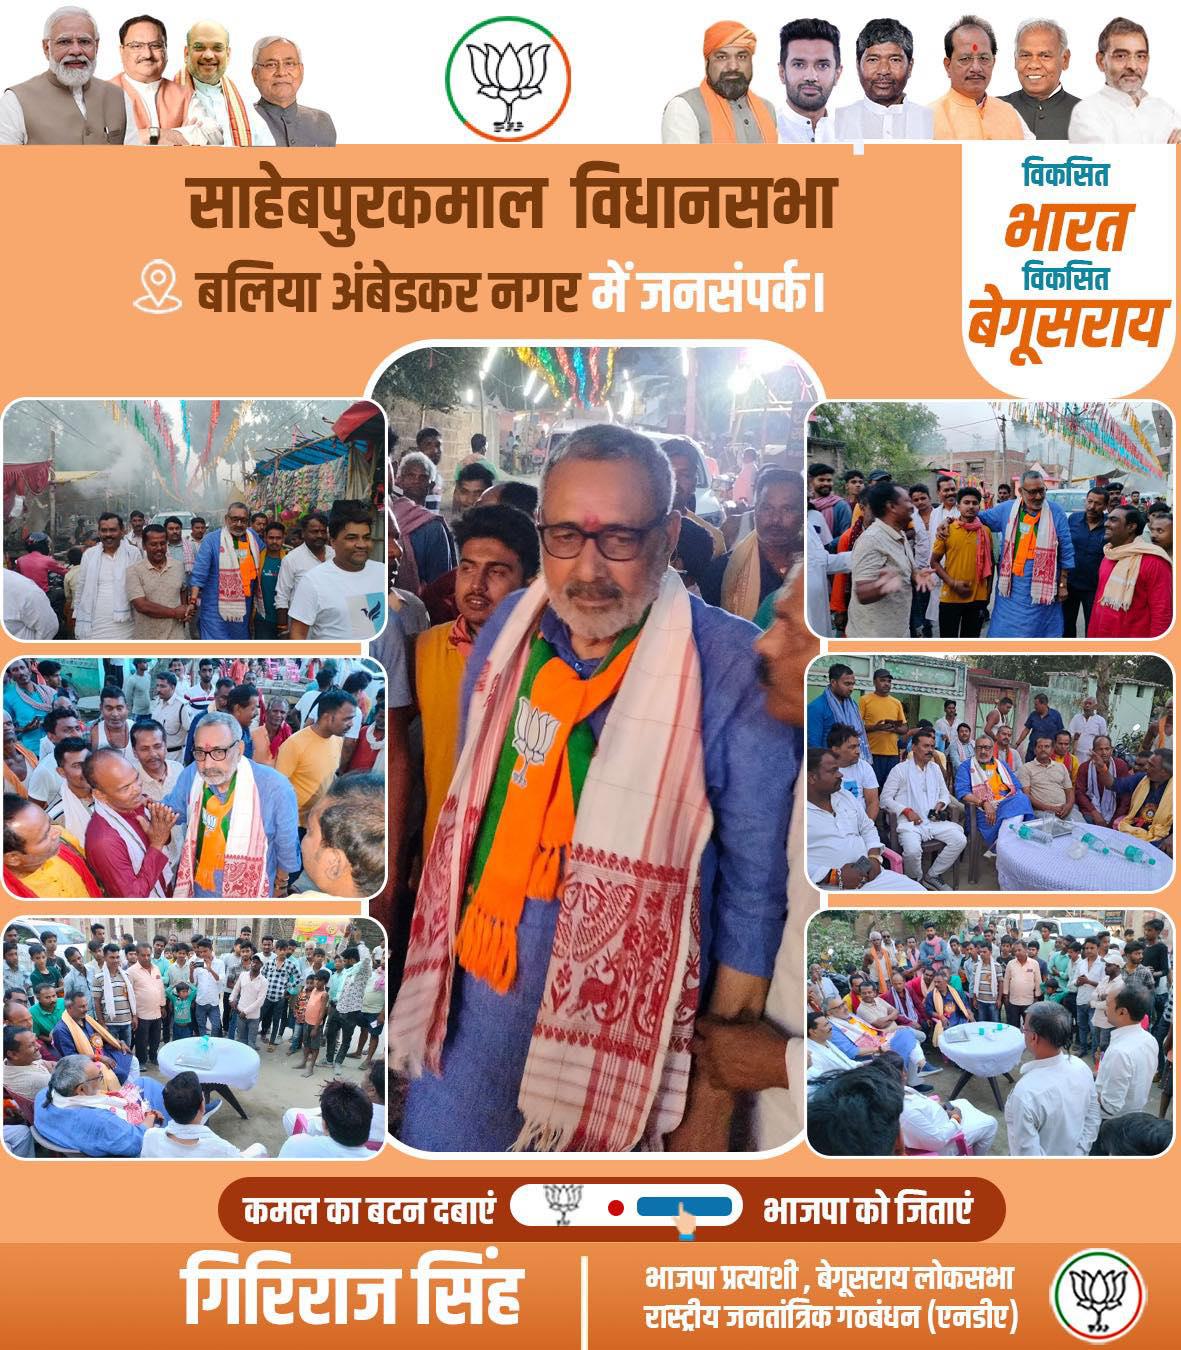 साहेबपुरकमाल विधानसभा
बलिया अंबेडकर नगर में जनसंपर्क।
विकसित
भारत
विकसित
बेगूसराय
कमल का बटन दबाएं भाजपा को जिताएं
गिरिराज सिंह
भाजपा प्रत्याशी , बेगूसराय लोकसभा
रास्ट्रीय जनतांत्रिक गठबंधन (एनडीए)